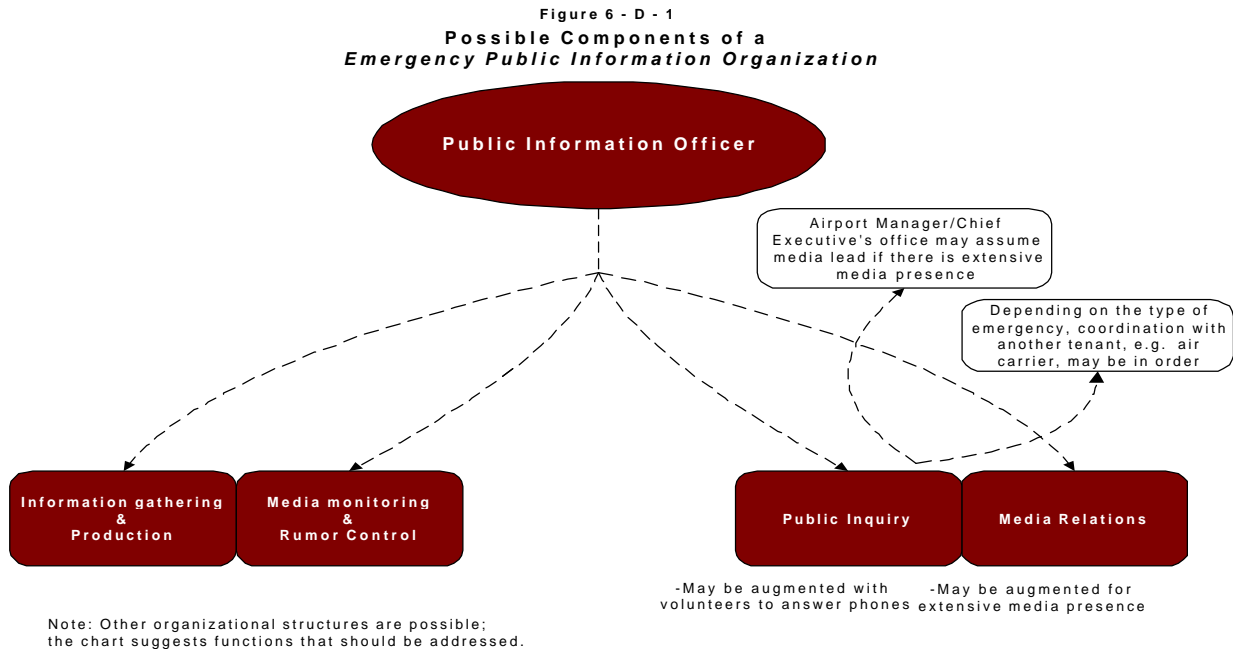 Figure 6 - D - 1
Possible Components of a
Emergency Public Information Organization
Public Information Officer
Airport Manager/Chief
Executive's office may assume
media lead if there is extensive
media presence
Depending on the type of
emergency, coordination with
another tenant, e.g. air
carrier, may be in order
Information gathering
&
Production
Media monitoring
&
Rumor Control
Public Inquiry
Media Relations
-May be augmented with
volunteers to answer phones
-May be augmented for
extensive media presence
Note: Other organizational structures are possible;
the chart suggests functions that should be addressed.